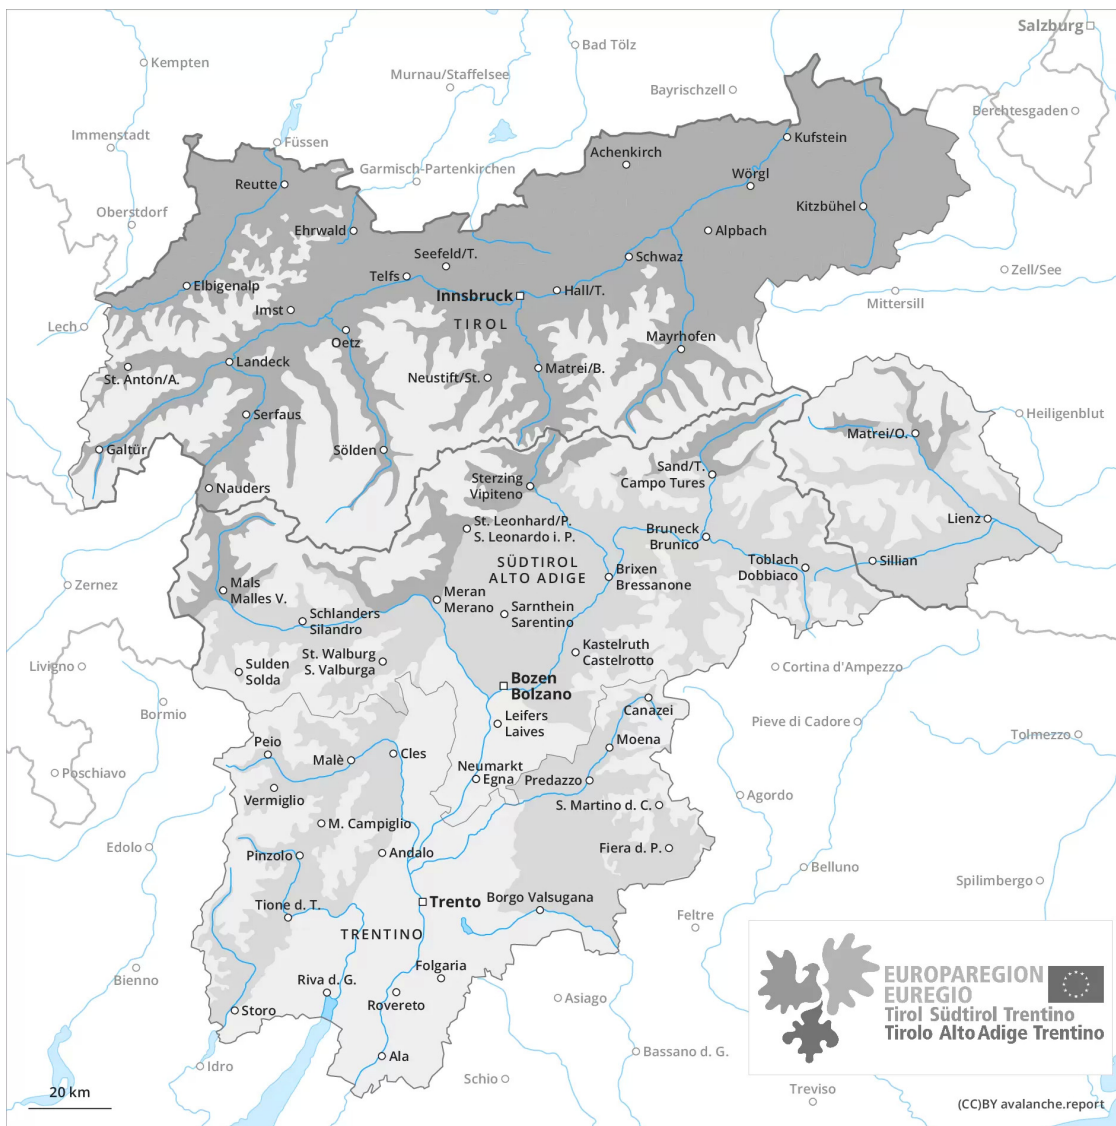 Salzburg
Bad Tölz
Kempten
Murnau/Staffelsee
Bayrischzell
Berchtesgaden
Immenstadt
Füssen
Kufstein
Achenkirch
Garmisch-Partenkirchen
Wörgl
Reutte
Oberstdorf
Kitzbühel
Ehrwald
Alpbach
Seefeld/T.
Schwaz
Zell/See
Telfs
Elbigenalp
Hall/T.
Innsbruck
Mittersill
Imst
TIROL
Lech
Oetz
Mayrhofen
Landeck
Matrei/B.
St. Anton/A.
Neustift/St.
Serfaus
Heiligenblut
Matrei/O.
Galtür
Sölden
Sand/T.
Campo Tures
Sterzing
Vipiteno
Nauders
Lienz
St. Leonhard/P.
S. Leonardo i. P.
Bruneck
Brunico
SÜDTIROL
ALTO ADIGE
Toblach
Dobbiaco
Sillian
Brixen
Bressanone
Zernez
Mals
Malles V.
Meran
Merano
Schlanders
Silandro
Sarnthein
Sarentino
Kastelruth
Castelrotto
St. Walburg
S. Valburga
Livigno
Sulden
Solda
Cortina d'Ampezzo
Bozen
Bolzano
Canazei
Bormio
Leifers
Laives
Pieve di Cadore
Tolmezzo
Peio
Moena
Malè
Cles
Poschiavo
Neumarkt
Egna
Predazzo
Vermiglio
Agordo
S. Martino d. C.
M. Campiglio
Edolo
Pinzolo
Andalo
Fiera d. P.
Belluno
Spilimbergo
Trento
Borgo Valsugana
Tione d. T.
Feltre
TRENTINO
Folgaria
Bienno
Riva d. G.
Rovereto
Asiago
Storo
EUROPAREGION
EUREGIO
Tirol Südtirol Trentino
Tirolo Alto Adige Trentino
Ala
Bassano d. G.
Idro
Schio
Treviso
20 km
(CC)BY avalanche.report